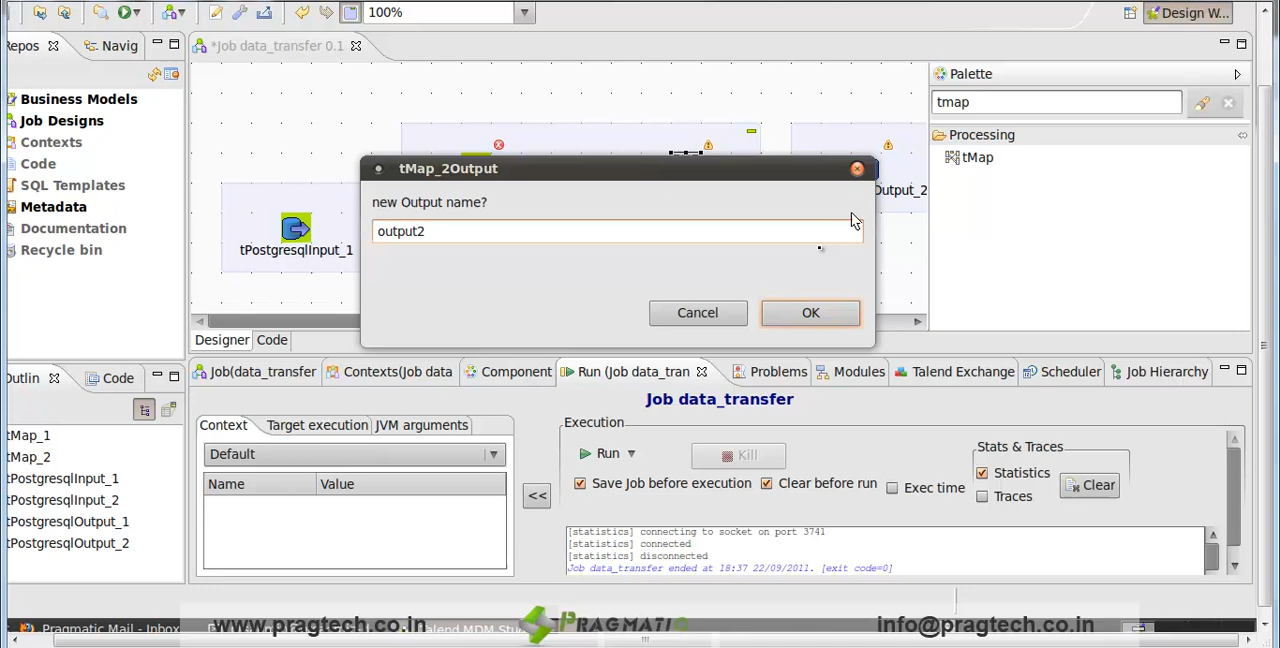 100%
Design W...
Repos
Navig
*Job data_transfer 0.1
Palette
tmap
Business Models
Job Designs
Contexts
Code
SQL Templates
Metadata
Documentation
Recycle bin
Processing
tMap
tMap_2Output
new Output name?
output2
Cancel
OK
tPostgresqlInput_1
Output_2
Designer
Code
Outlin
Code
tMap_1
tMap_2
tPostgresqlInput_1
tPostgresqlInput_2
tPostgresqlOutput_1
tPostgresqlOutput_2
Job(data_transfer
Contexts(Job data
Component
Run (Job data_tran
Problems
Modules
Talend Exchange
Scheduler
Job Hierarchy
Job data_transfer
Context
Target execution
JVM arguments
Default
Name
Value
<<
Execution
Run
Kill
Stats & Traces
Statistics
Traces
Clear
Save Job before execution
Clear before run
Exec time
[statistics] connecting to socket on port 3741
[statistics] connected
[statistics] disconnected
Job data_transfer ended at 18:37 22/09/2011. [exit code=0]
Pragmatic Mail - Inbox
www.pragtech.co.in
PRAGMATIC
info@pragtech.co.in